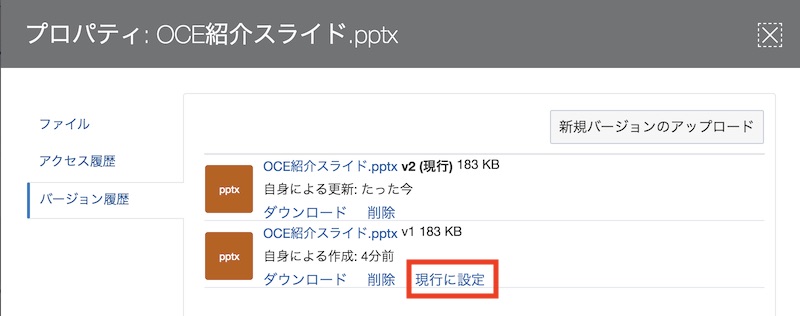 プロパティ: OCE紹介スライド.pptx
ファイル
アクセス履歴
バージョン履歴
新規バージョンのアップロード
pptx
OCE紹介スライド.pptx v2 (現行) 183 KB
自身による更新: たった今
ダウンロード 削除
pptx
OCE紹介スライド.pptx v1 183 KB
自身による作成: 4分前
ダウンロード 削除 現行に設定